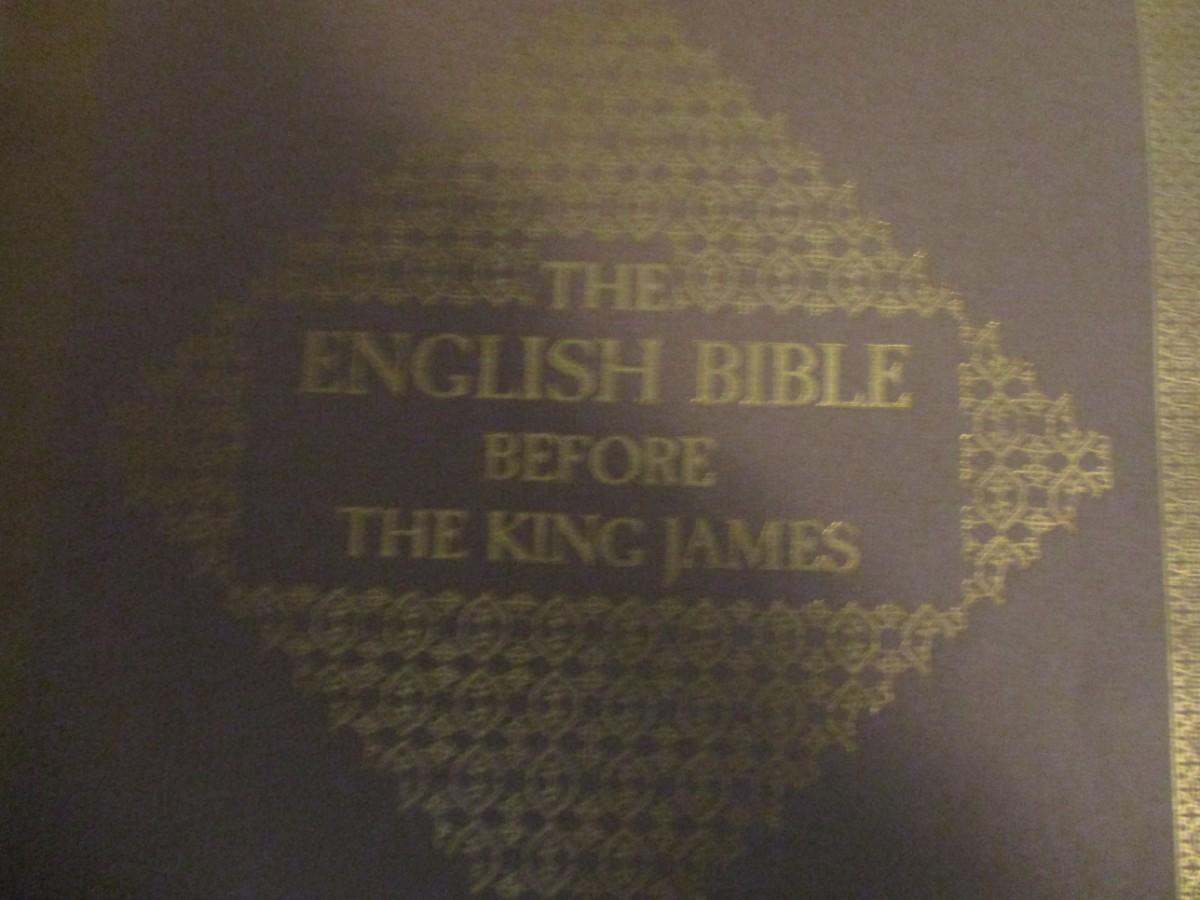 THE
ENGLISH BIBLE
BEFORE
THE KING JAMES